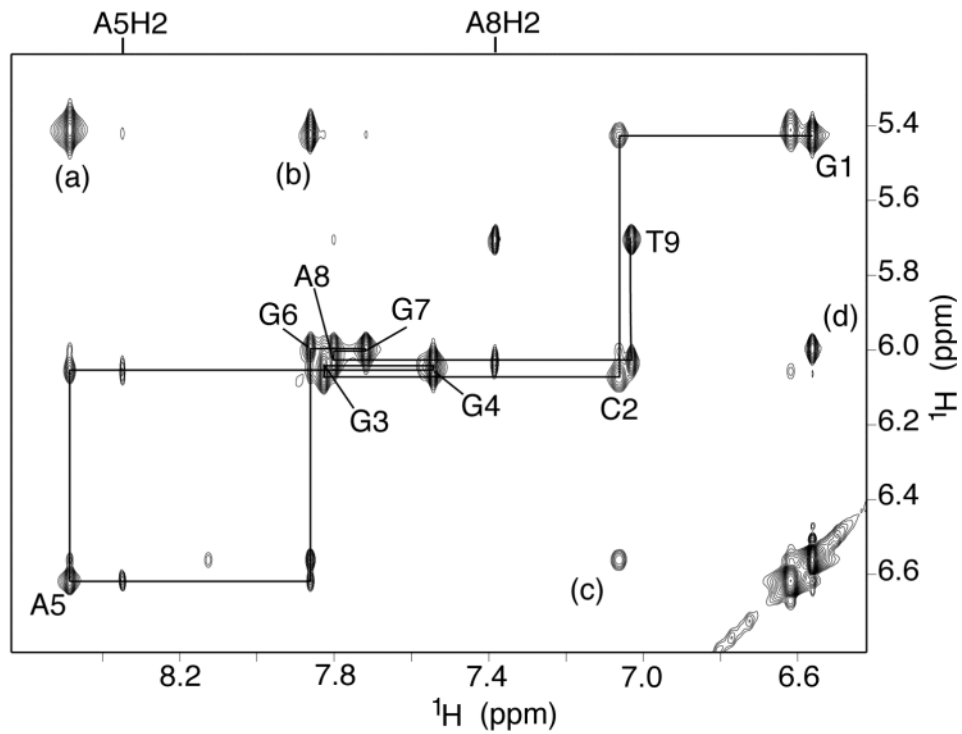 A5H2 A8H2
5.4
(a) (b) G1
5.6
T9
5.8
A8 (d)
G6 G7
6.0
¹H (ppm)
G3 G4 C2
6.2
6.4
A5 (c) 6.6
8.2 7.8 7.4 7.0 6.6
¹H (ppm)